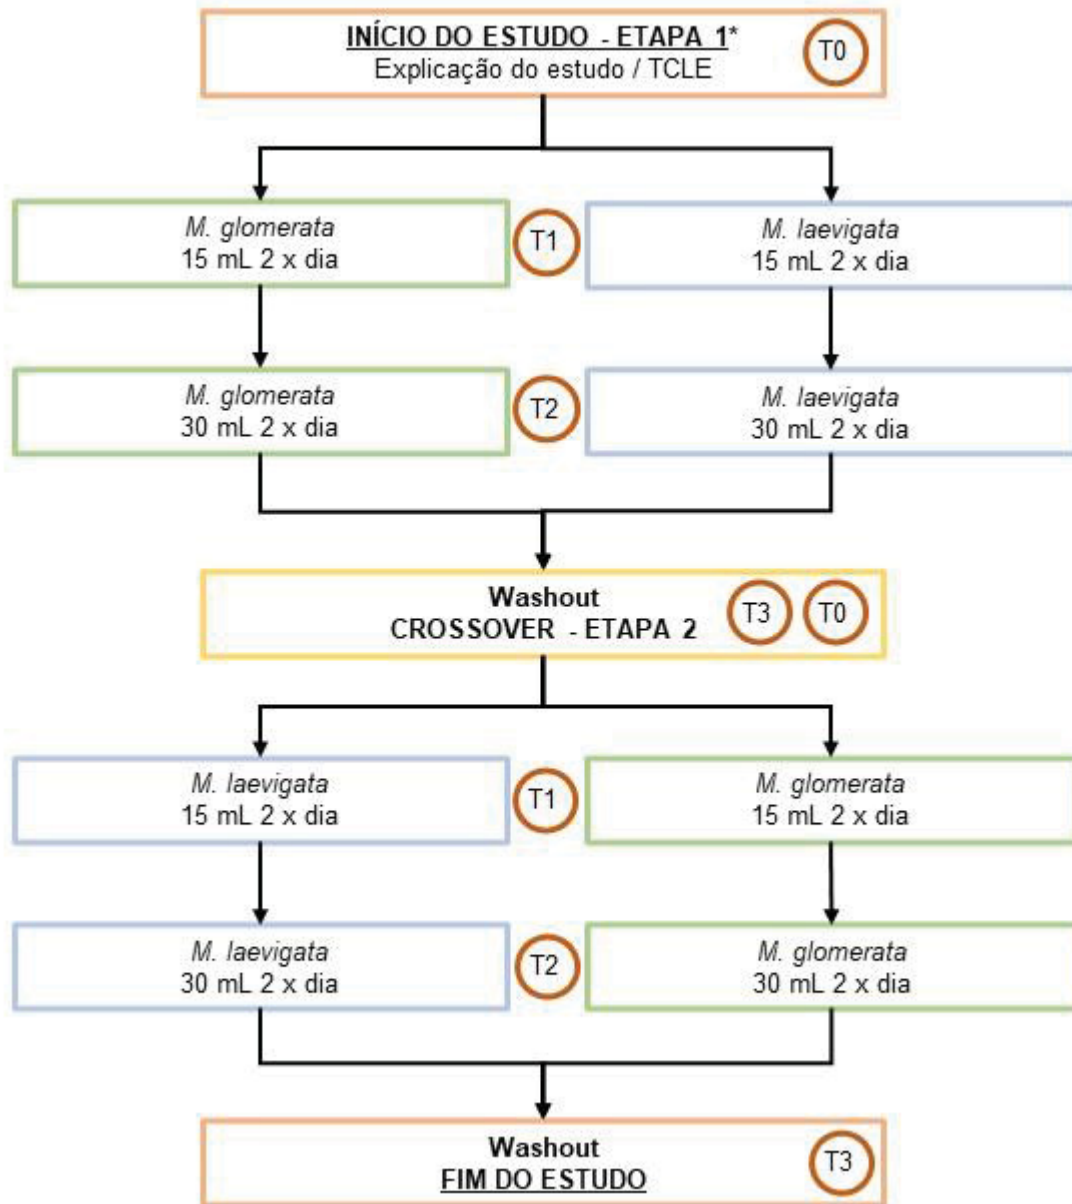 INÍCIO DO ESTUDO - ETAPA 1*
Explicação do estudo / TCLE
T0
M. glomerata
15 mL 2 x dia
T1
M. laevigata
15 mL 2 x dia
M. glomerata
30 mL 2 x dia
T2
M. laevigata
30 mL 2 x dia
Washout
CROSSOVER - ETAPA 2
T3
T0
M. laevigata
15 mL 2 x dia
T1
M. glomerata
15 mL 2 x dia
M. laevigata
30 mL 2 x dia
T2
M. glomerata
30 mL 2 x dia
Washout
FIM DO ESTUDO
T3